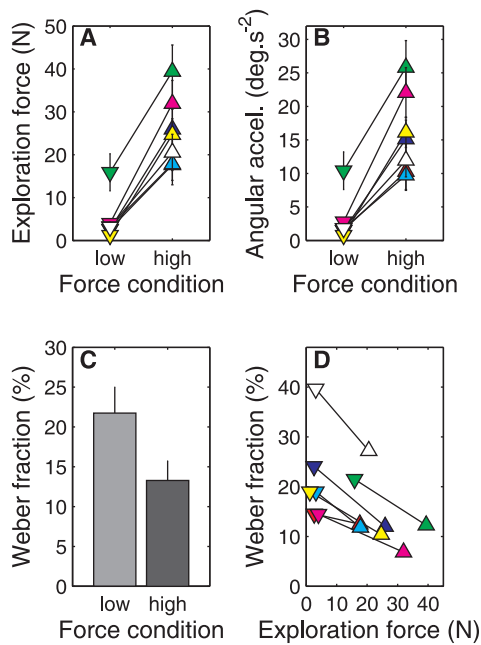 A
Exploration force (N)
50
40
30
20
10
0
low high
Force condition
B
Angular accel. (deg.s-2)
30
25
20
15
10
5
0
low high
Force condition
C
Weber fraction (%)
30
25
20
15
10
5
0
low high
Force condition
D
Weber fraction (%)
40
30
20
10
0
0 10 20 30 40
Exploration force (N)